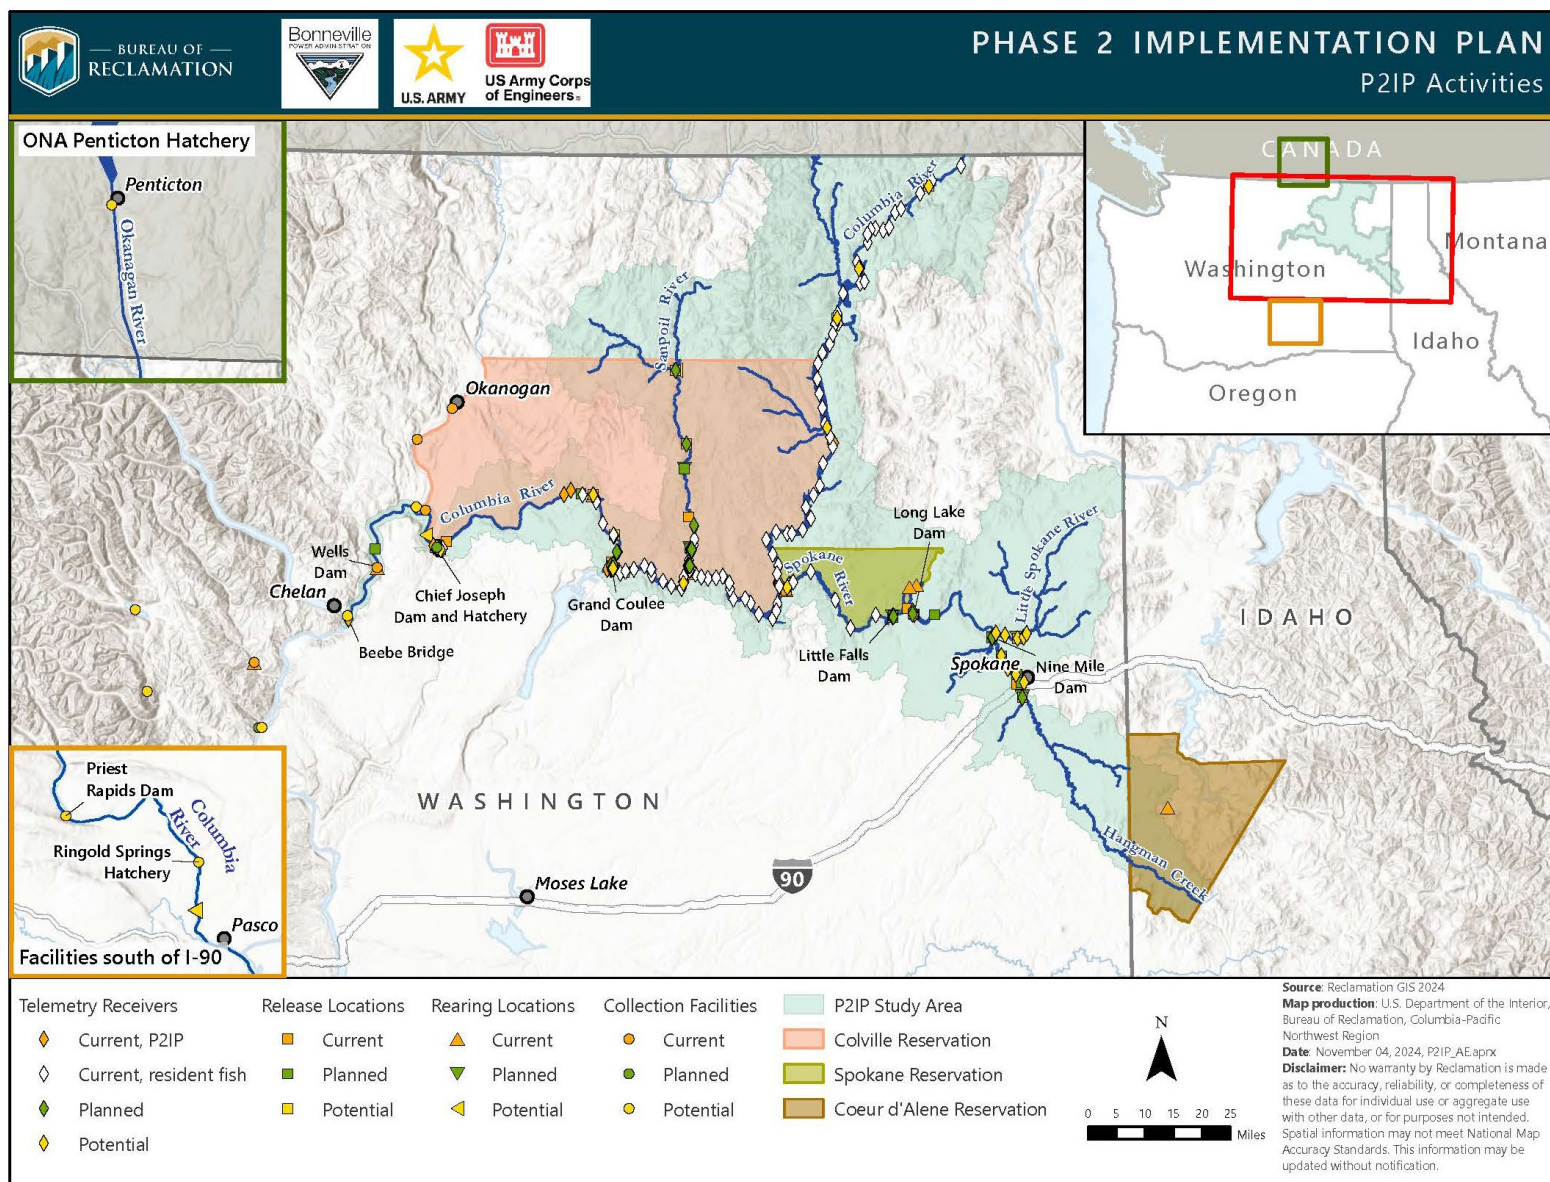 BUREAU OF
RECLAMATION
Bonneville
POWER ADMINISTRATION
U.S. ARMY
US Army Corps
of Engineers®
PHASE 2 IMPLEMENTATION PLAN
P2IP Activities
ONA Penticton Hatchery
Penticton
Okanagan River
CANADA
Washington
Montana
Idaho
Oregon
Columbia River
Sanpoil River
Okanogan
Columbia River
Long Lake
Dam
Wells
Dam
Chelan
Chief Joseph
Dam and Hatchery
Beebe Bridge
Grand Coulee
Dam
Spokane
River
Little Falls
Dam
Little Spokane River
Spokane
Nine Mile
Dam
IDAHO
Hangman Creek
WASHINGTON
90
Moses Lake
Priest
Rapids Dam
Columbia
River
Ringold Springs
Hatchery
Pasco
Facilities south of I-90
Telemetry Receivers
Current, P2IP
Current, resident fish
Planned
Potential
Release Locations
Current
Planned
Potential
Rearing Locations
Current
Planned
Potential
Collection Facilities
Current
Planned
Potential
P2IP Study Area
Colville Reservation
Spokane Reservation
Coeur d'Alene Reservation
N
0 5 10 15 20 25
Miles
Source: Reclamation GIS 2024
Map production: U.S. Department of the Interior,
Bureau of Reclamation, Columbia-Pacific
Northwest Region
Date: November 04, 2024, P2IP_AE.aprx
Disclaimer: No warranty by Reclamation is made
as to the accuracy, reliability, or completeness of
these data for individual use or aggregate use
with other data, or for purposes not intended.
Spatial information may not meet National Map
Accuracy Standards. This information may be
updated without notification.